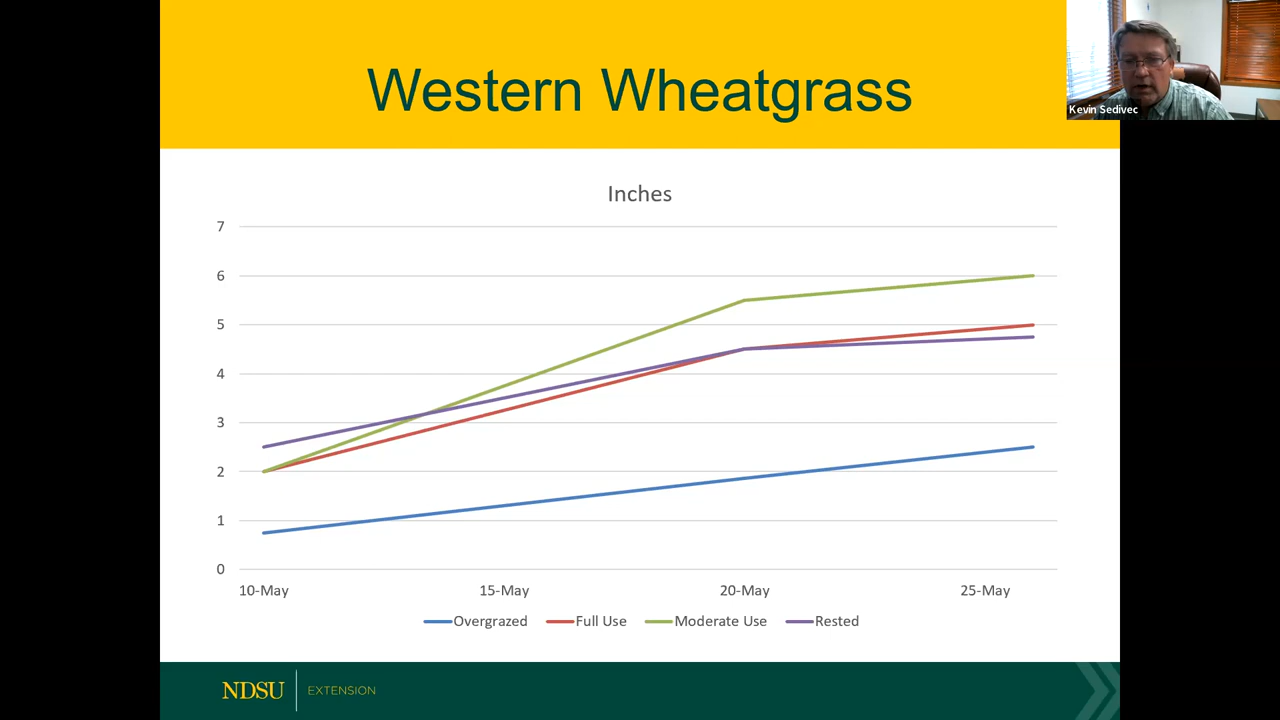 Western Wheatgrass
Kevin Sedivec
Inches
7
6
5
4
3
2
1
0
10-May 15-May 20-May 25-May
Overgrazed Full Use Moderate Use Rested
NDSU EXTENSION